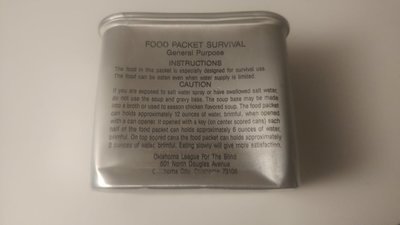 FOOD PACKET SURVIVAL
General Purpose
INSTRUCTIONS
The food in this packet is especially designed for survival use.
The food can be eaten even when water supply is limited.
CAUTION
If you are exposed to salt water spray or have swallowed salt water,
do not use the soup and gravy base. The soup base may be made
into a broth or used to season chicken flavored soup. The food packet
can holds approximately 12 ounces of water, brimful, when opened
with a can opener. If opened with a key (on center scored cans) each
half of the food packet can holds approximately 6 ounces of water,
brimful. On top scored cans the food packet can holds approximately
9 ounces of water, brimful. Eating slowly will give more satisfaction.
Oklahoma League For The Blind
501 North Douglas Avenue
Oklahoma City, Oklahoma 73106